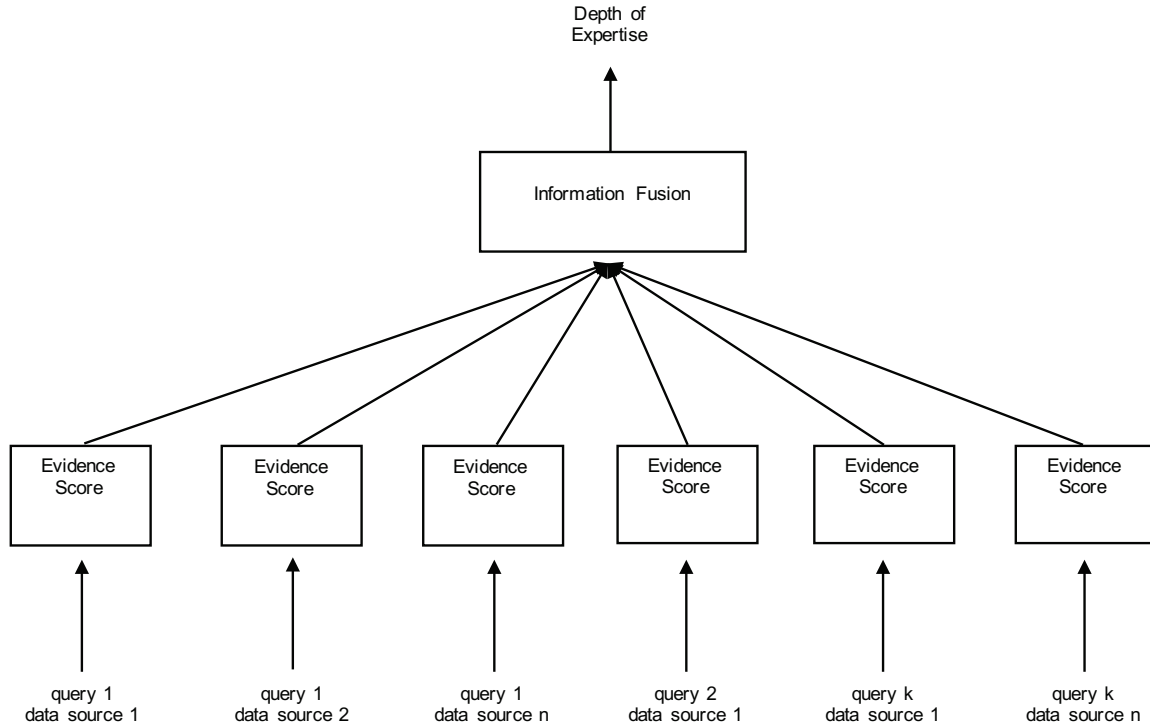 Depth of
Expertise
Information Fusion
Evidence
Score
Evidence
Score
Evidence
Score
Evidence
Score
Evidence
Score
Evidence
Score
query 1
data source 1
query 1
data source 2
query 1
data source n
query 2
data source 1
query k
data source 1
query k
data source n